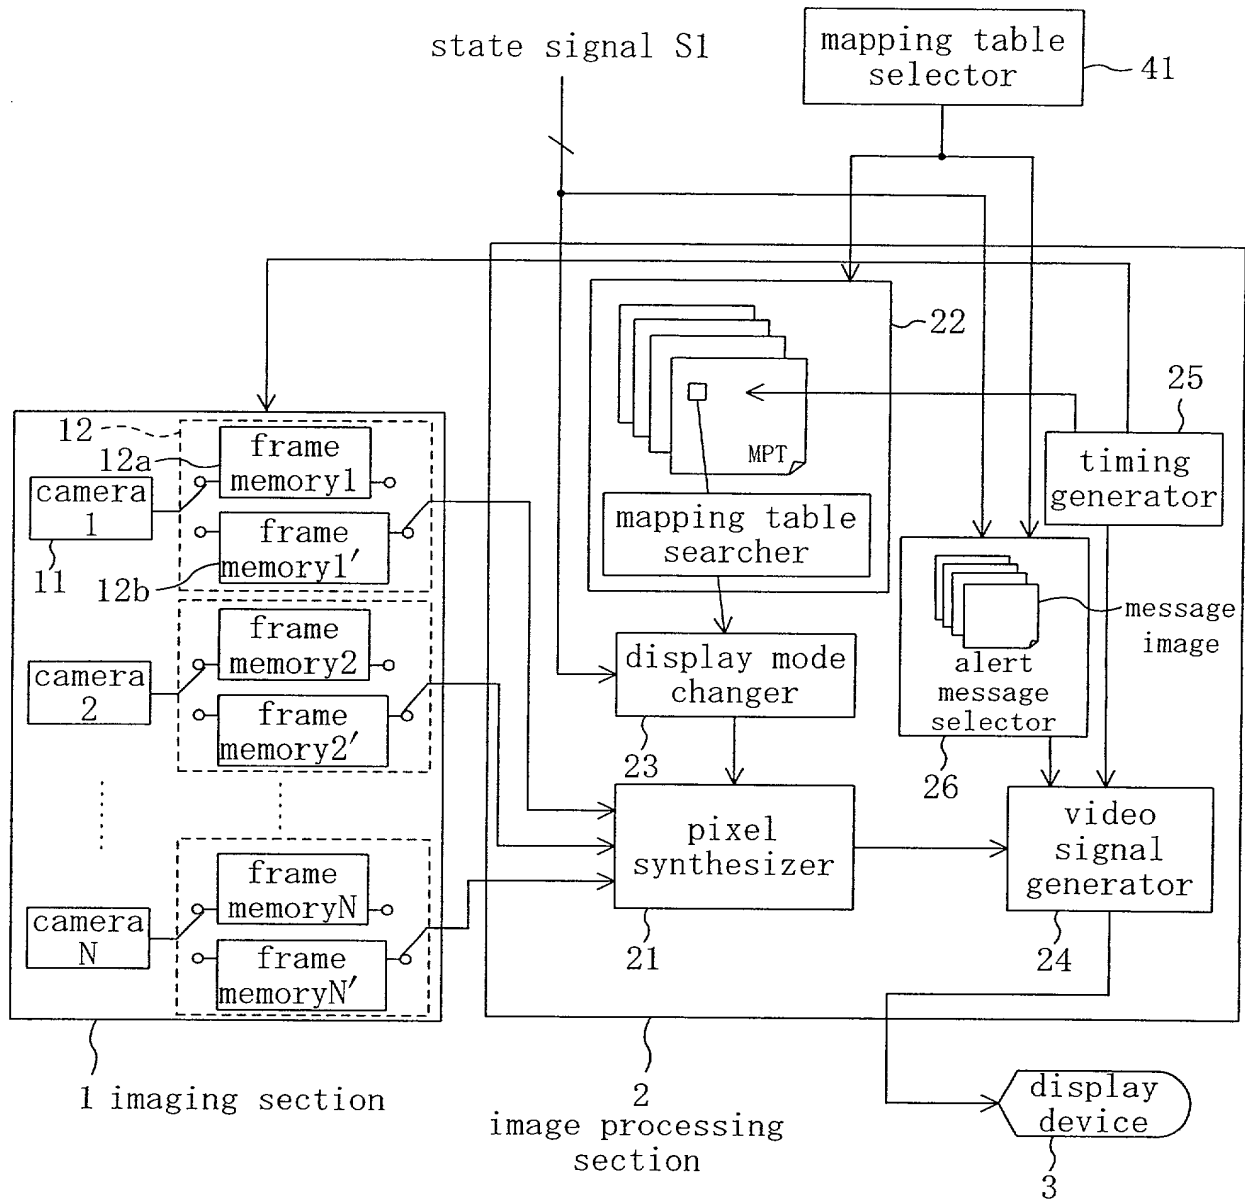 state signal S1
mapping table
selector
41
22
MPT
mapping table
searcher
25
timing
generator
12
12a
frame
memory1
camera
1
11
frame
memory1′
12b
frame
memory2
camera
2
frame
memory2′
frame
memoryN
camera
N
frame
memoryN′
display mode
changer
23
message
image
alert
message
selector
26
pixel
synthesizer
21
video
signal
generator
24
1 imaging section
2
image processing
section
display
device
3